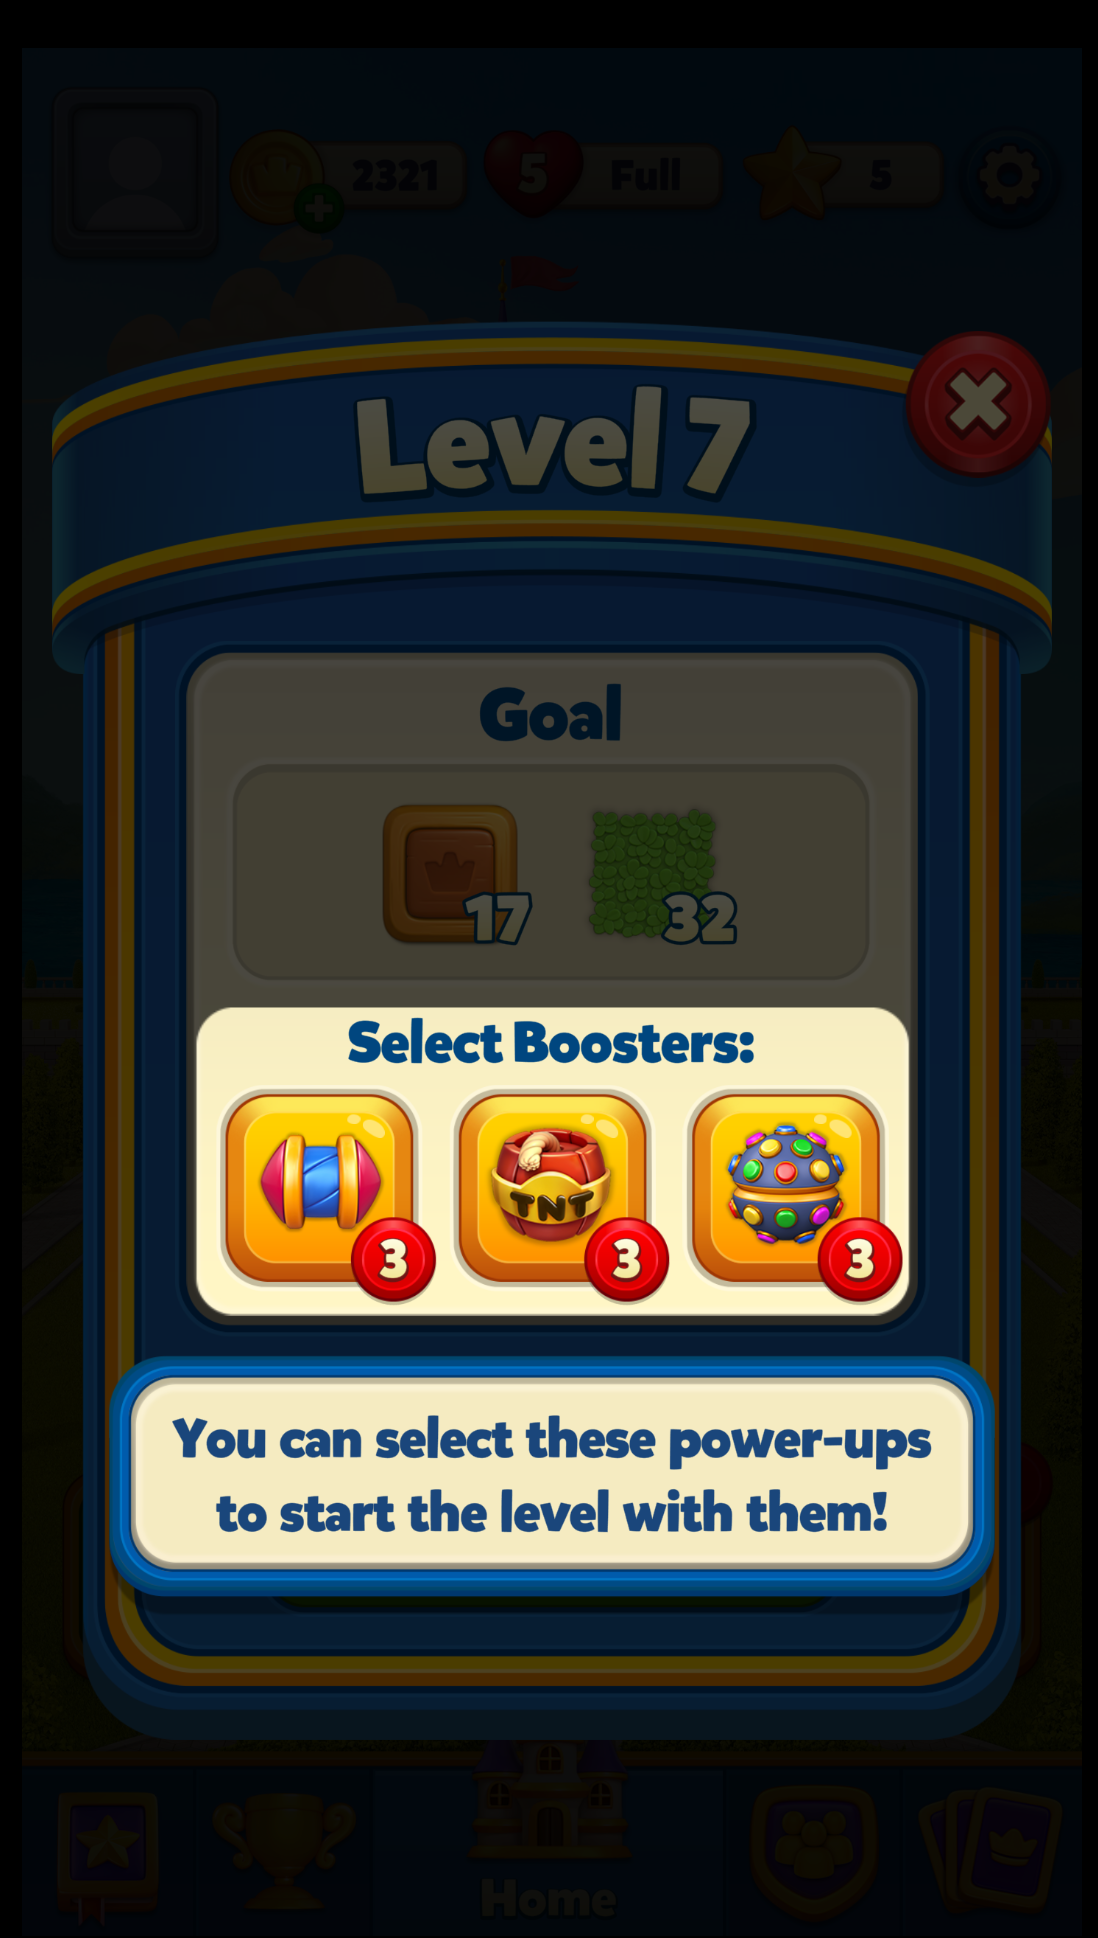 2321
5
Full
5
Level 7
Goal
17
32
Select Boosters:
TNT
3
3
3
You can select these power-ups
to start the level with them!
Home